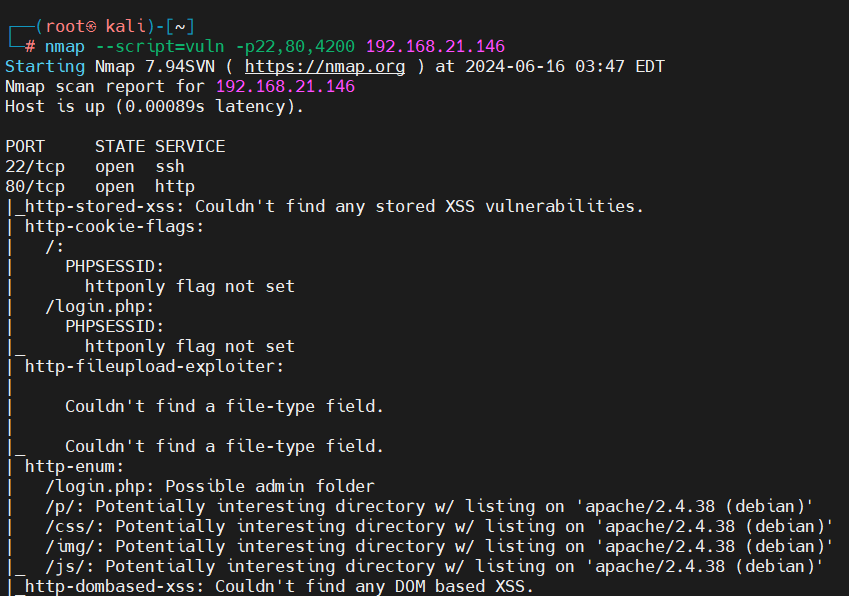 ┌──(root㉿ kali)-[~]
└─# nmap --script=vuln -p22,80,4200 192.168.21.146
Starting Nmap 7.94SVN ( https://nmap.org ) at 2024-06-16 03:47 EDT
Nmap scan report for 192.168.21.146
Host is up (0.00089s latency).

PORT     STATE SERVICE
22/tcp   open  ssh
80/tcp   open  http
|_http-stored-xss: Couldn't find any stored XSS vulnerabilities.
| http-cookie-flags:
|   /:
|     PHPSESSID:
|       httponly flag not set
|   /login.php:
|     PHPSESSID:
|_      httponly flag not set
| http-fileupload-exploiter:
|
|     Couldn't find a file-type field.
|
|_    Couldn't find a file-type field.
| http-enum:
|   /login.php: Possible admin folder
|   /p/: Potentially interesting directory w/ listing on 'apache/2.4.38 (debian)'
|   /css/: Potentially interesting directory w/ listing on 'apache/2.4.38 (debian)'
|   /img/: Potentially interesting directory w/ listing on 'apache/2.4.38 (debian)'
|_  /js/: Potentially interesting directory w/ listing on 'apache/2.4.38 (debian)'
|_http-dombased-xss: Couldn't find any DOM based XSS.